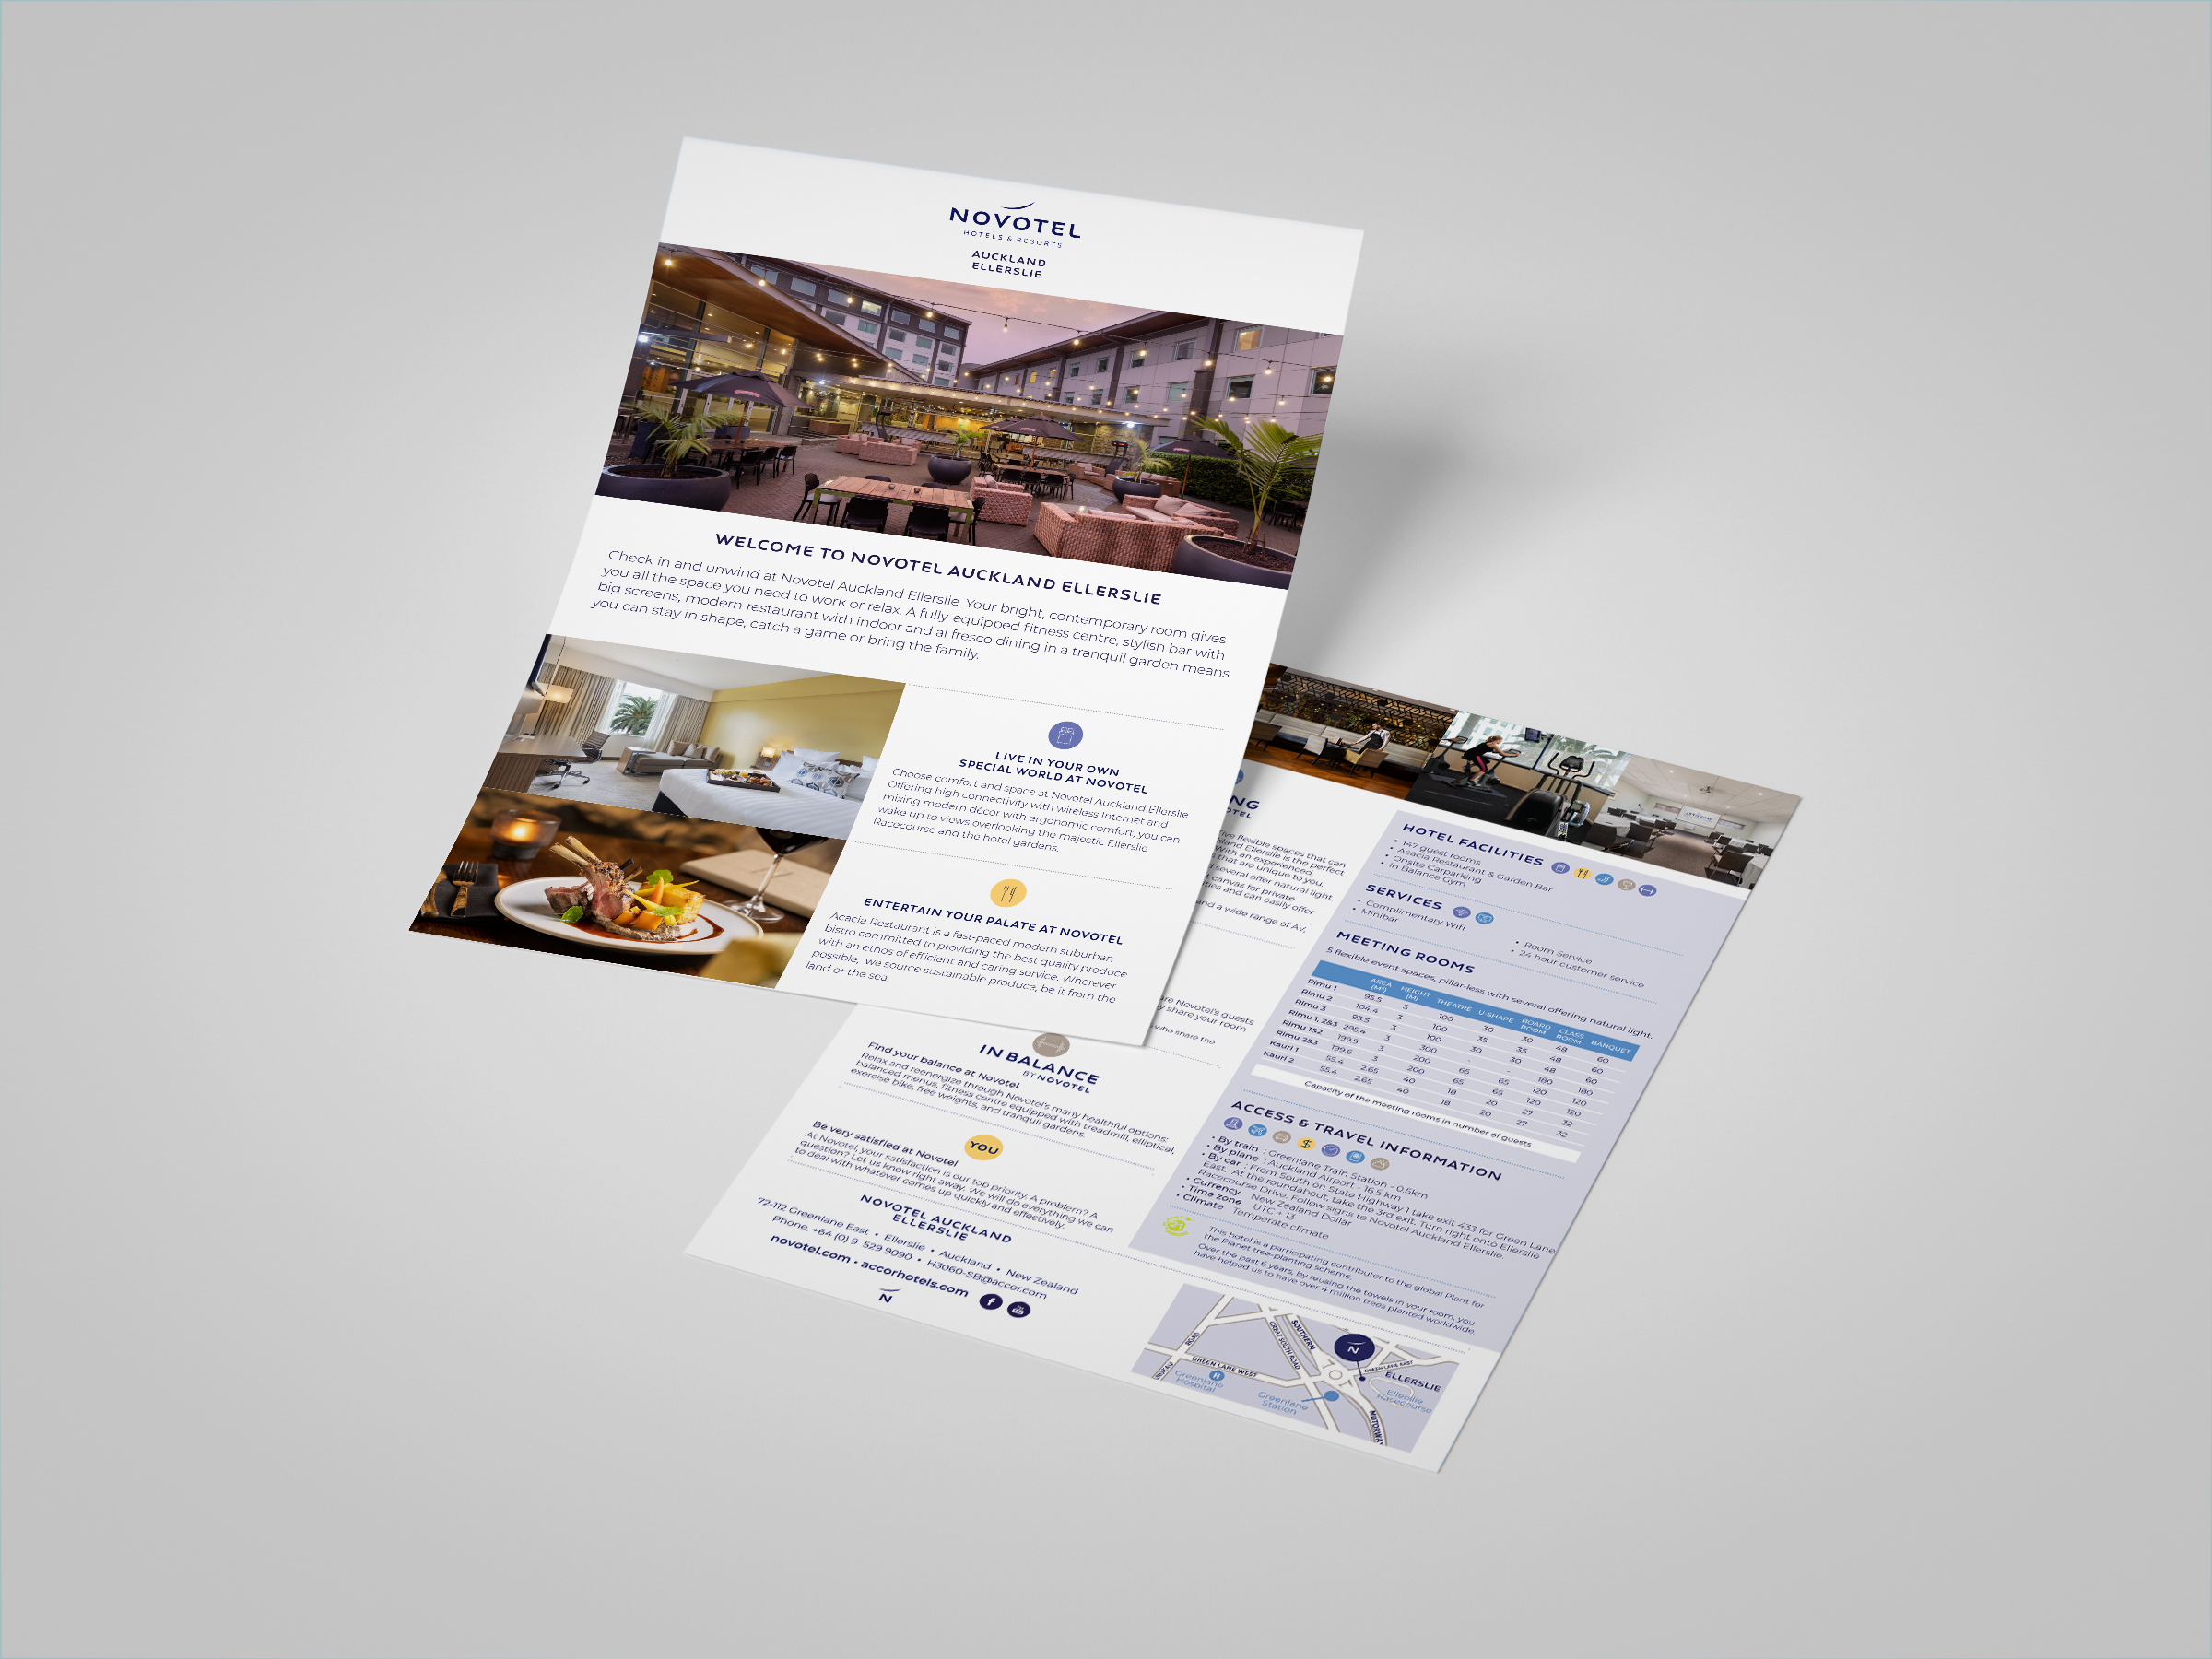 NOVOTEL
HOTELS & RESORTS
AUCKLAND
ELLERSLIE
WELCOME TO NOVOTEL AUCKLAND ELLERSLIE
Check in and unwind at Novotel Auckland Ellerslie. Your bright, contemporary room gives
you all the space you need to work or relax. A fully-equipped fitness centre, stylish bar with
big screens, modern restaurant with indoor and al fresco dining in a tranquil garden means
you can stay in shape, catch a game or bring the family.
LIVE IN YOUR OWN
SPECIAL WORLD AT NOVOTEL
Choose comfort and space at Novotel Auckland Ellerslie.
Offering high connectivity with wireless Internet and
mixing modern décor with ergonomic comfort, you can
wake up to views overlooking the majestic Ellerslie
Racecourse and the hotel gardens.
ENTERTAIN YOUR PALATE AT NOVOTEL
Acacia Restaurant is a fast-paced modern suburban
bistro committed to providing the best quality produce
with an ethos of efficient and caring service. Wherever
possible, we source sustainable produce, be it from the
land or the sea.
flexible spaces that can
Ellerslie is the perfect
With an experienced,
that are unique to you.
several offer natural light.
canvas for private
and can easily offer
and a wide range of AV,
Novotel's guests
share your room
who share the
IN BALANCE
BY NOVOTEL
Find your balance at Novotel
Relax and reenergize through Novotel's many healthful options:
balanced menus, fitness centre equipped with treadmill, elliptical,
exercise bike, free weights, and tranquil gardens.
YOU
Be very satisfied at Novotel
At Novotel, your satisfaction is our top priority. A problem? A
question? Let us know right away. We will do everything we can
to deal with whatever comes up quickly and effectively.
NOVOTEL AUCKLAND
ELLERSLIE
72-112 Greenlane East • Ellerslie • Auckland • New Zealand
Phone. +64 (0) 9 529 9090 • H3060-SB@accor.com
novotel.com • accorhotels.com
N
HOTEL FACILITIES
• 147 guest rooms
• Acacia Restaurant & Garden Bar
• Onsite Carparking
• In Balance Gym
SERVICES
• Complimentary Wifi
• Minibar
• Room Service
• 24 hour customer service
MEETING ROOMS
5 flexible event spaces, pillar-less with several offering natural light.
AREA (M²) HEIGHT (M) THEATRE U SHAPE BOARD ROOM CLASS ROOM BANQUET
Rimu 1 95.5 3 100 30 30 48 60
Rimu 2 104.4 3 100 35 35 48 60
Rimu 3 95.5 3 100 30 30 48 60
Rimu 1, 2&3 295.4 3 300 - - 180 180
Rimu 1&2 199.9 3 200 65 65 120 120
Rimu 2&3 199.6 3 200 65 65 120 120
Kauri 1 55.4 2.65 40 18 20 27 32
Kauri 2 55.4 2.65 40 18 20 27 32
Capacity of the meeting rooms in number of guests
ACCESS & TRAVEL INFORMATION
• By train : Greenlane Train Station - 0.5km
• By plane : Auckland Airport - 16.5 km
• By car : From South on State Highway 1 take exit 433 for Green Lane
East. At the roundabout, take the 3rd exit. Turn right onto Ellerslie
Racecourse Drive. Follow signs to Novotel Auckland Ellerslie.
• Currency New Zealand Dollar
• Time zone UTC + 13
• Climate Temperate climate
This hotel is a participating contributor to the global Plant for
the Planet tree-planting scheme.
Over the past 6 years, by reusing the towels in your room, you
have helped us to have over 4 million trees planted worldwide.
ROAD
GREEN LANE WEST
GREAT SOUTH ROAD
SOUTHERN
N
GREEN LANE EAST
ELLERSLIE
Ellerslie
Racecourse
H
Greenlane
Hospital
Greenlane
Station
MOTORWAY